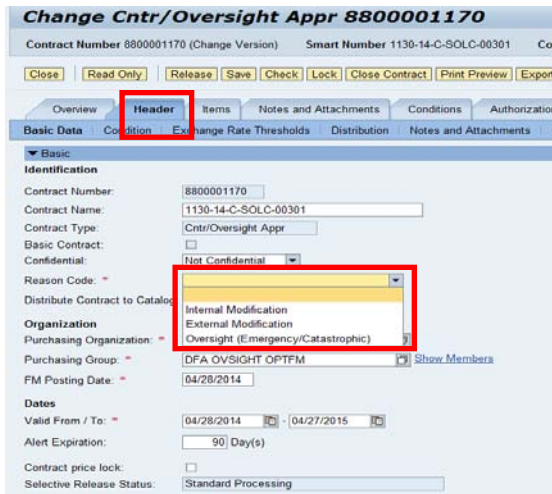 Change Cntr/Oversight Appr 8800001170
Contract Number 8800001170 (Change Version) Smart Number 1130-14-C-SOLC-00301 Co
Close Read Only Release Save Check Lock Close Contract Print Preview Export
Overview Header Items Notes and Attachments Conditions Authorization
Basic Data Condition Exchange Rate Thresholds Distribution Notes and Attachments
Basic
Identification
Contract Number: 8800001170
Contract Name: 1130-14-C-SOLC-00301
Contract Type: Cntr/Oversight Appr
Basic Contract:
Confidential: Not Confidential
Reason Code: *
Distribute Contract to Catalog
Internal Modification
External Modification
Oversight (Emergency/Catastrophic)
Organization
Purchasing Organization: *
Purchasing Group: * DFA OVSIGHT OPTFM Show Members
FM Posting Date: * 04/28/2014
Dates
Valid From / To: * 04/28/2014 - 04/27/2015
Alert Expiration: 90 Day(s)
Contract price lock:
Selective Release Status: Standard Processing